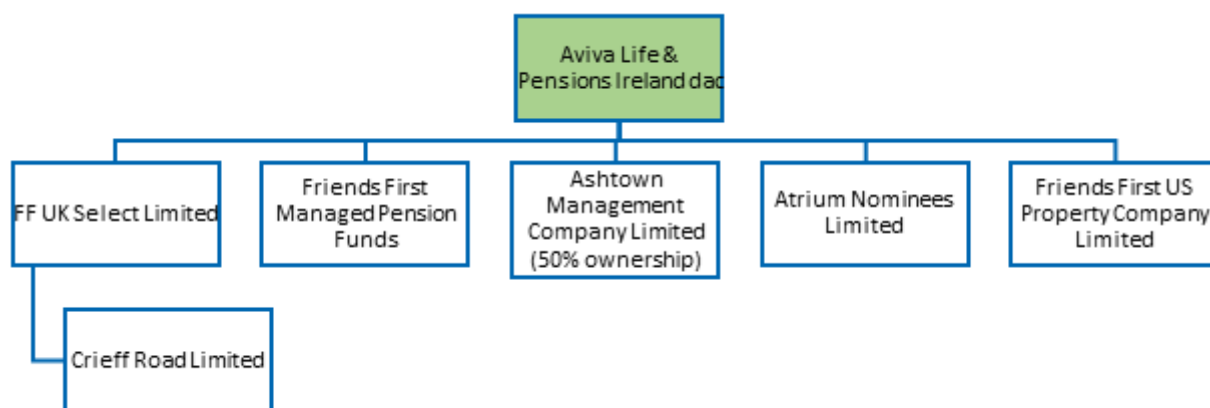 Aviva Life &
Pensions Ireland dac
FF UK Select Limited
Friends First
Managed Pension
Funds
Ashtown
Management
Company Limited
(50% ownership)
Atrium Nominees
Limited
Friends First US
Property Company
Limited
Crieff Road Limited